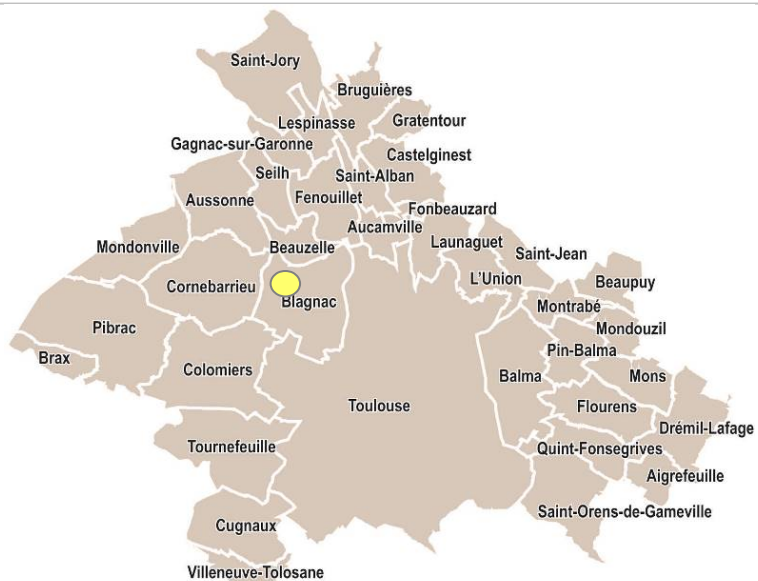 Saint-Jory
Bruguières
Lespinasse
Gratentour
Gagnac-sur-Garonne
Castelginest
Seilh
Saint-Alban
Aussonne
Fenouillet
Fonbeauzard
Aucamville
Mondonville
Beauzelle
Launaguet
Saint-Jean
Cornebarrieu
L'Union
Beaupuy
Blagnac
Montrabé
Pibrac
Mondouzil
Brax
Pin-Balma
Colomiers
Balma
Mons
Toulouse
Flourens
Drémil-Lafage
Tournefeuille
Quint-Fonsegrives
Aigrefeuille
Saint-Orens-de-Gameville
Cugnaux
Villeneuve-Tolosane